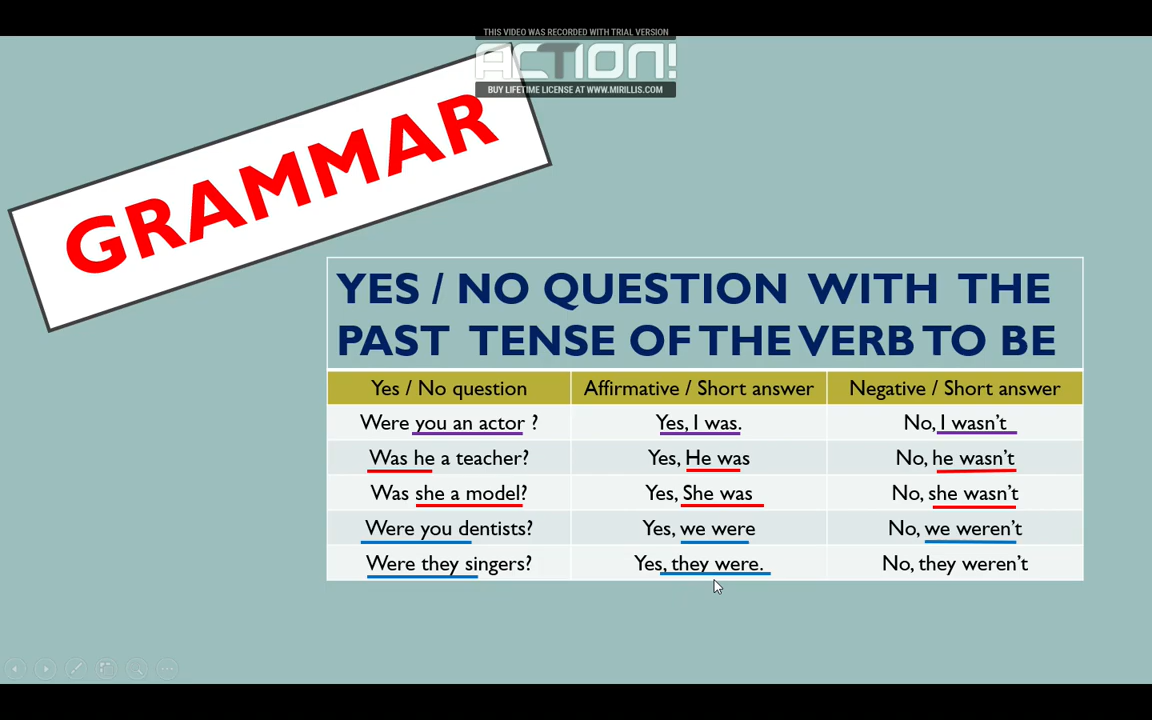 THIS VIDEO WAS RECORDED WITH TRIAL VERSION
ACTION!
BUY LIFETIME LICENSE AT WWW.MIRILLIS.COM
GRAMMAR
YES / NO QUESTION WITH THE
PAST TENSE OF THE VERB TO BE
Yes / No question Affirmative / Short answer Negative / Short answer
Were you an actor ? Yes, I was. No, I wasn't
Was he a teacher? Yes, He was No, he wasn't
Was she a model? Yes, She was No, she wasn't
Were you dentists? Yes, we were No, we weren't
Were they singers? Yes, they were. No, they weren't